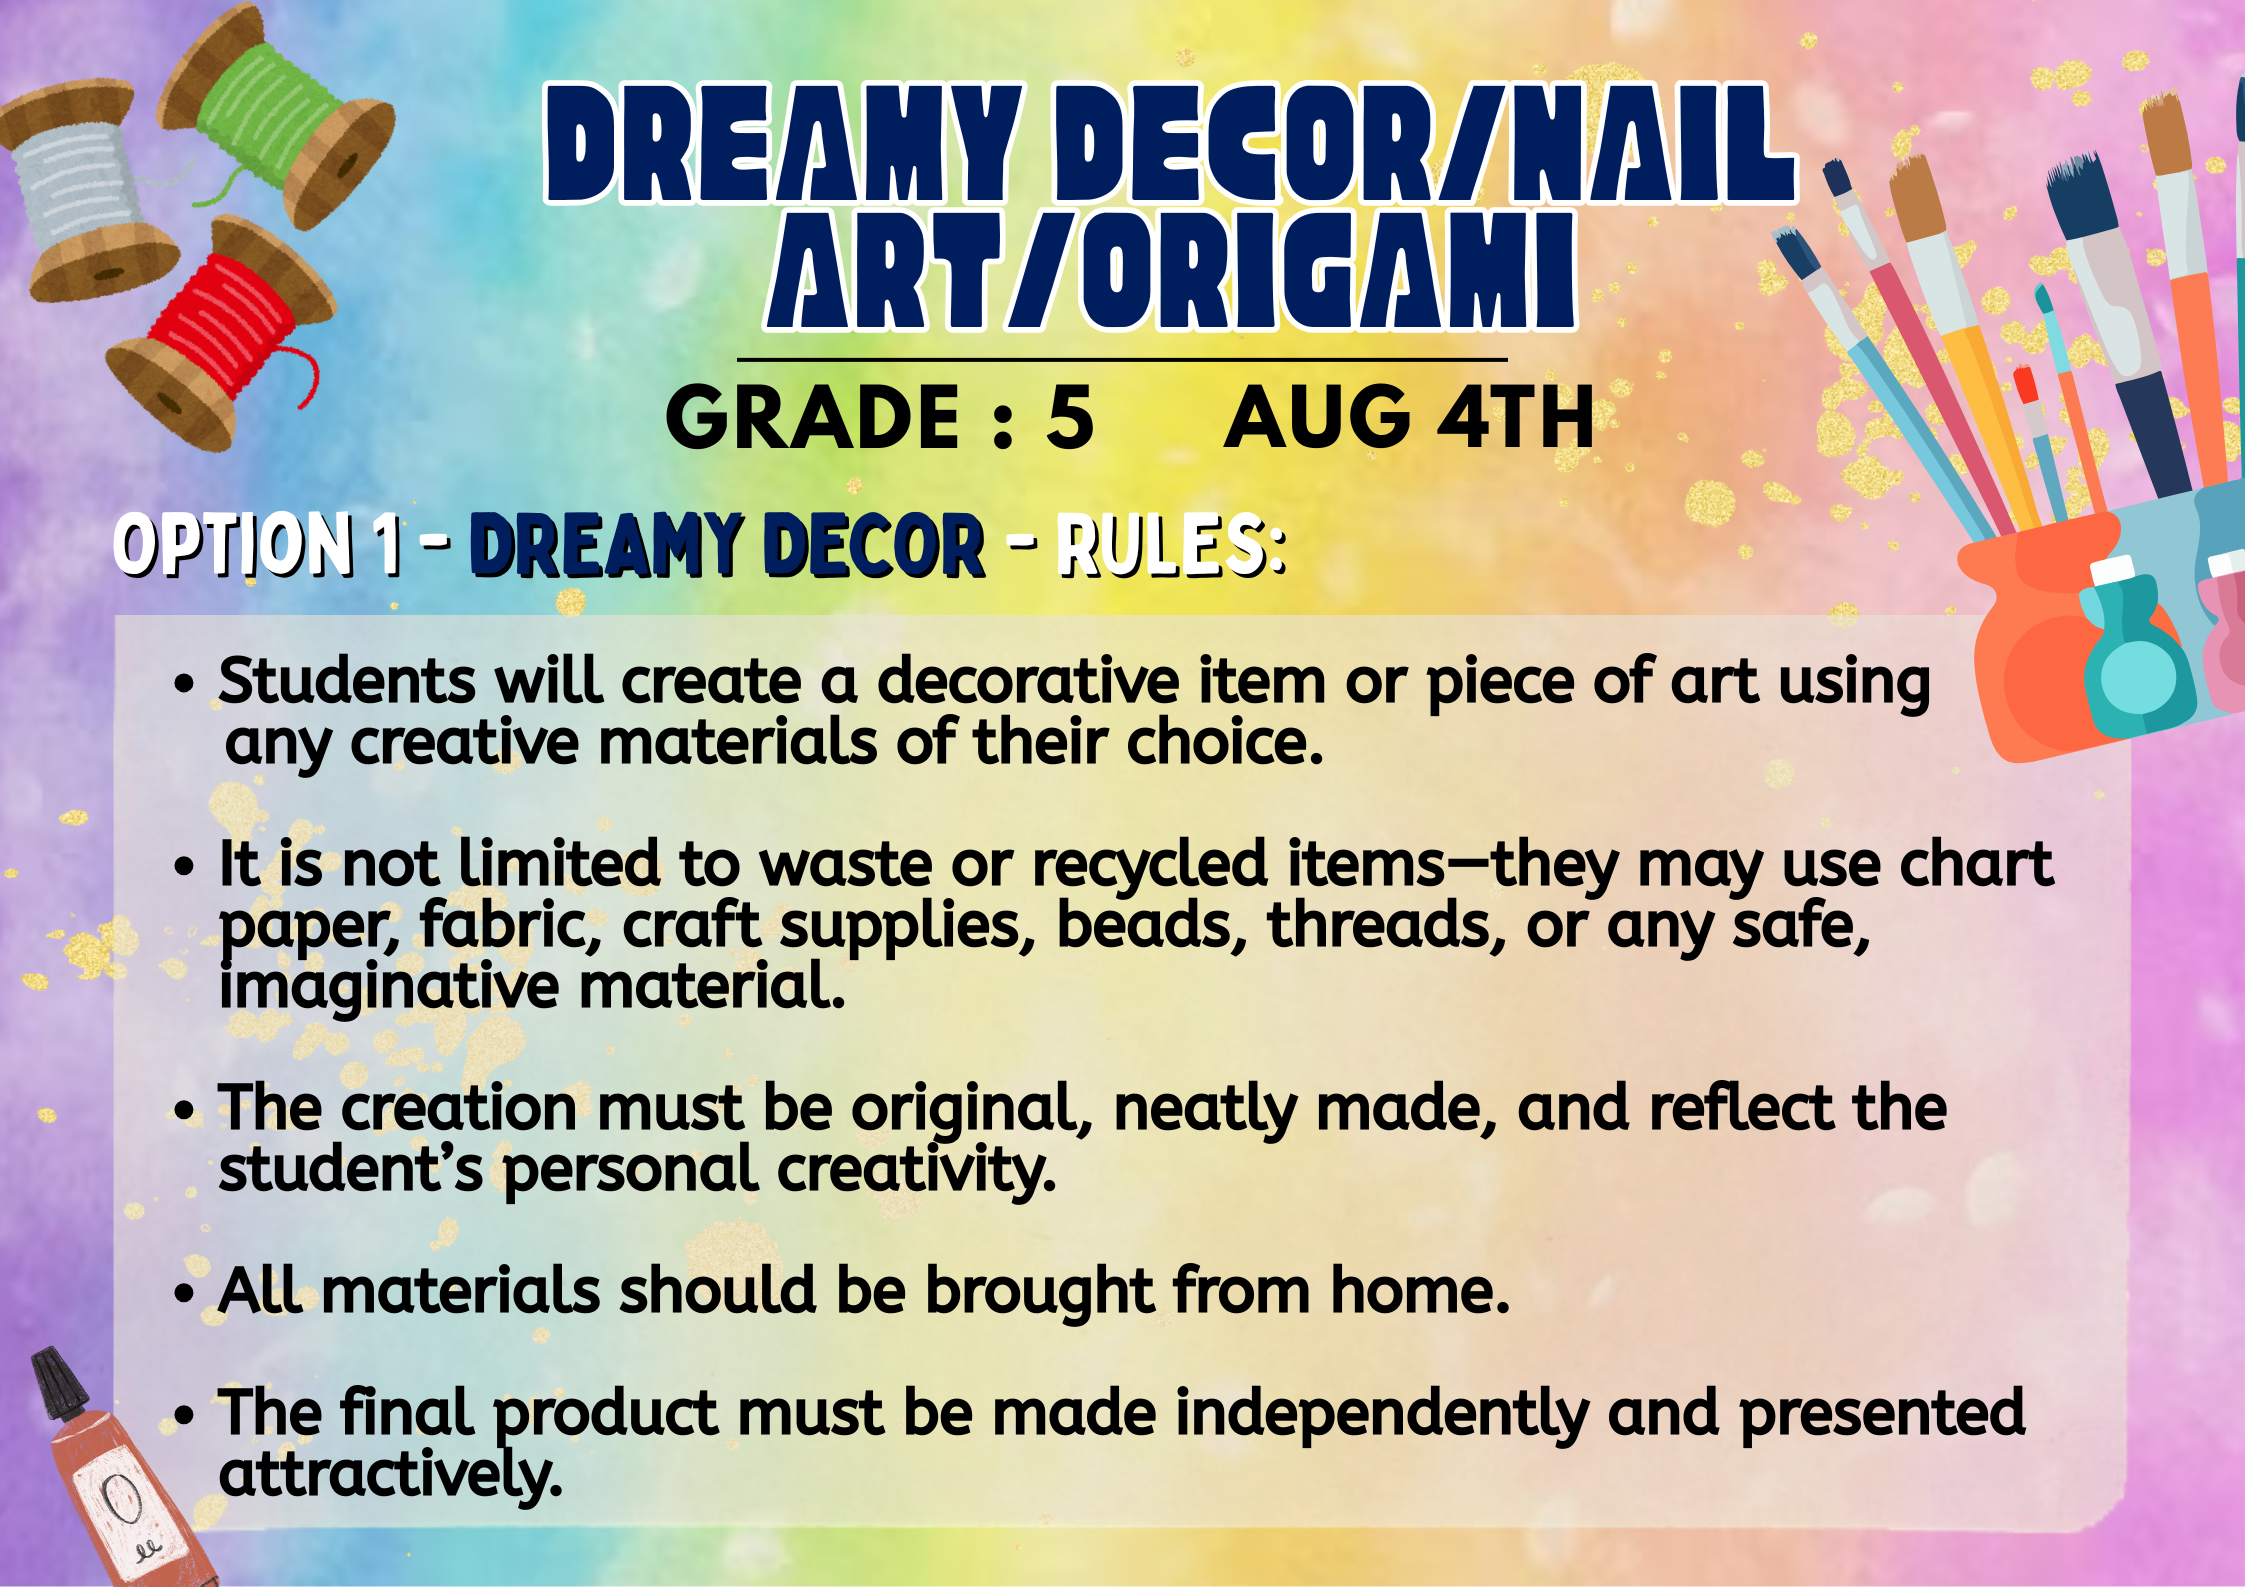 DREAMY DECOR/NAIL
ART/ORIGAMI
GRADE : 5 AUG 4TH
OPTION 1 - DREAMY DECOR - RULES:
• Students will create a decorative item or piece of art using
any creative materials of their choice.
• It is not limited to waste or recycled items—they may use chart
paper, fabric, craft supplies, beads, threads, or any safe,
imaginative material.
• The creation must be original, neatly made, and reflect the
student’s personal creativity.
• All materials should be brought from home.
• The final product must be made independently and presented
attractively.